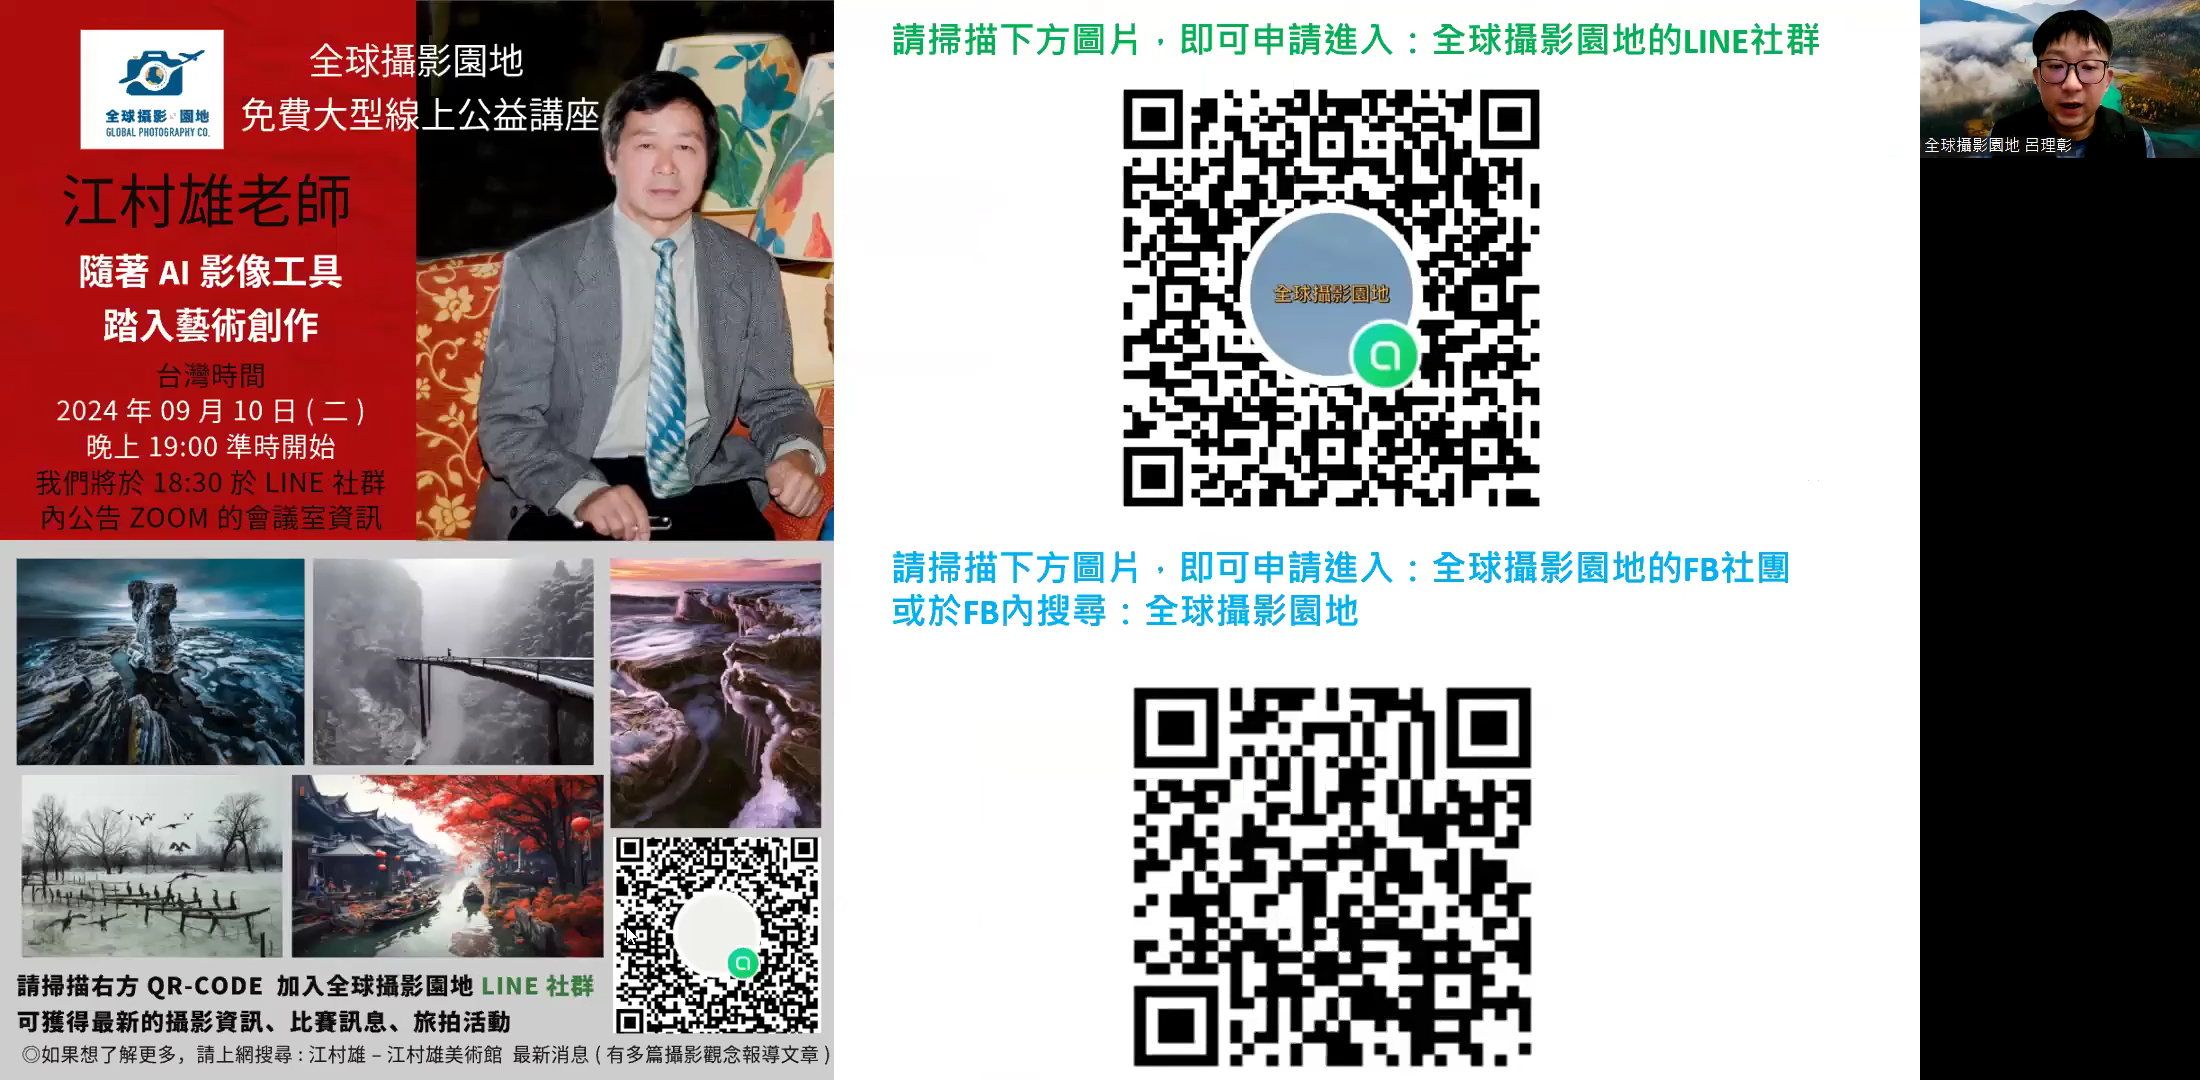 全球攝影園地
GLOBAL PHOTOGRAPHY CO.
全球攝影園地
免費大型線上公益講座
江村雄老師
隨著 AI 影像工具
踏入藝術創作
台灣時間
2024 年 09 月 10 日 ( 二 )
晚上 19:00 準時開始
我們將於 18:30 於 LINE 社群
內公告 ZOOM 的會議室資訊
請掃描右方 QR-CODE 加入全球攝影園地 LINE 社群
可獲得最新的攝影資訊、比賽訊息、旅拍活動
◎如果想了解更多，請上網搜尋 : 江村雄 – 江村雄美術館 最新消息 ( 有多篇攝影觀念報導文章 )
請掃描下方圖片，即可申請進入：全球攝影園地的LINE社群
全球攝影園地
請掃描下方圖片，即可申請進入：全球攝影園地的FB社團
或於FB內搜尋：全球攝影園地
全球攝影園地 呂理彰